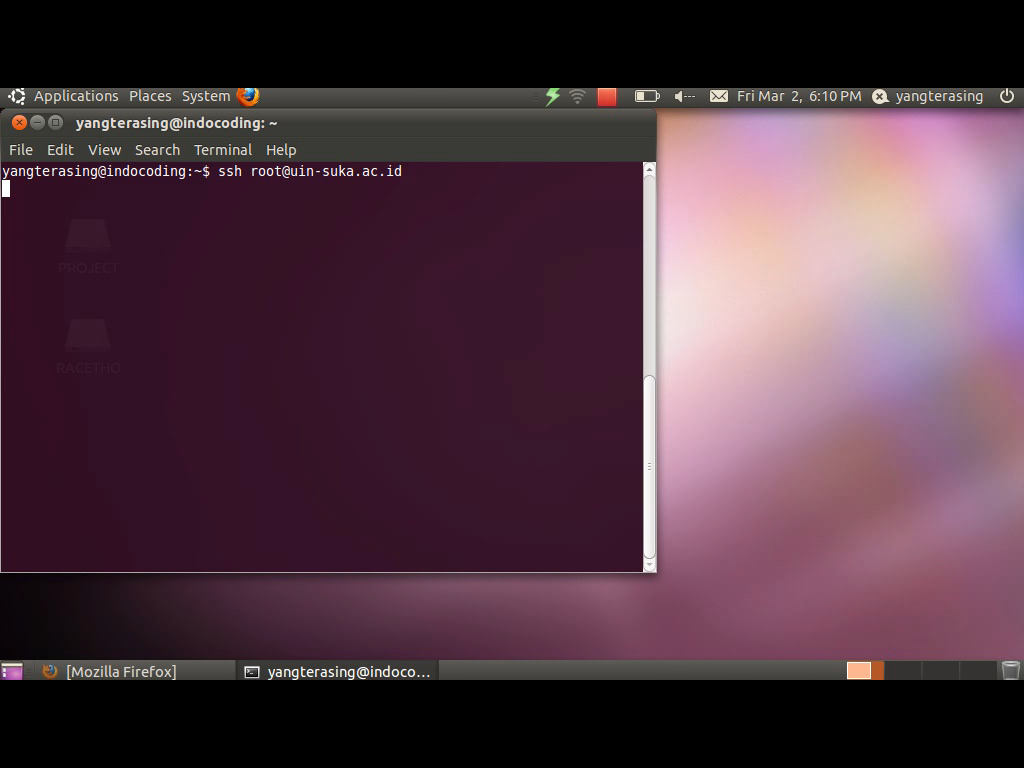 Applications Places System Fri Mar 2, 6:10 PM yangterasing
yangterasing@indocoding: ~
File Edit View Search Terminal Help
yangterasing@indocoding:~$ ssh root@uin-suka.ac.id
PROJECT
RACETHO
[Mozilla Firefox] yangterasing@indoco...